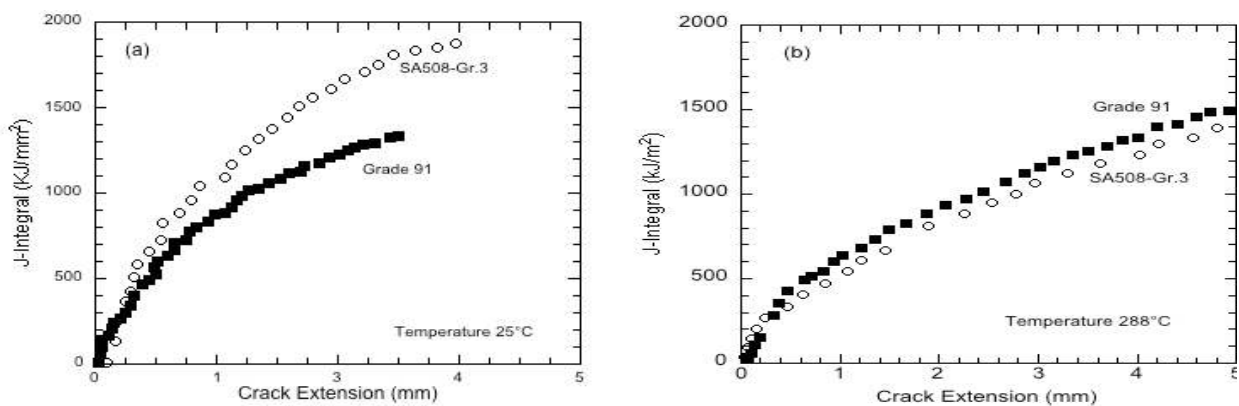 2000
(a)
SA508-Gr.3
1500
J-Integral (KJ/mm²)
Grade 91
1000
500
Temperature 25°C
0
0 1 3 4 5
Crack Extension (mm)
2000
(b)
Grade 91
1500
J-Integral (kJ/m²)
SA508-Gr.3
1000
500
Temperature 288°C
0
0 1 2 3 4 5
Crack Extension (mm)